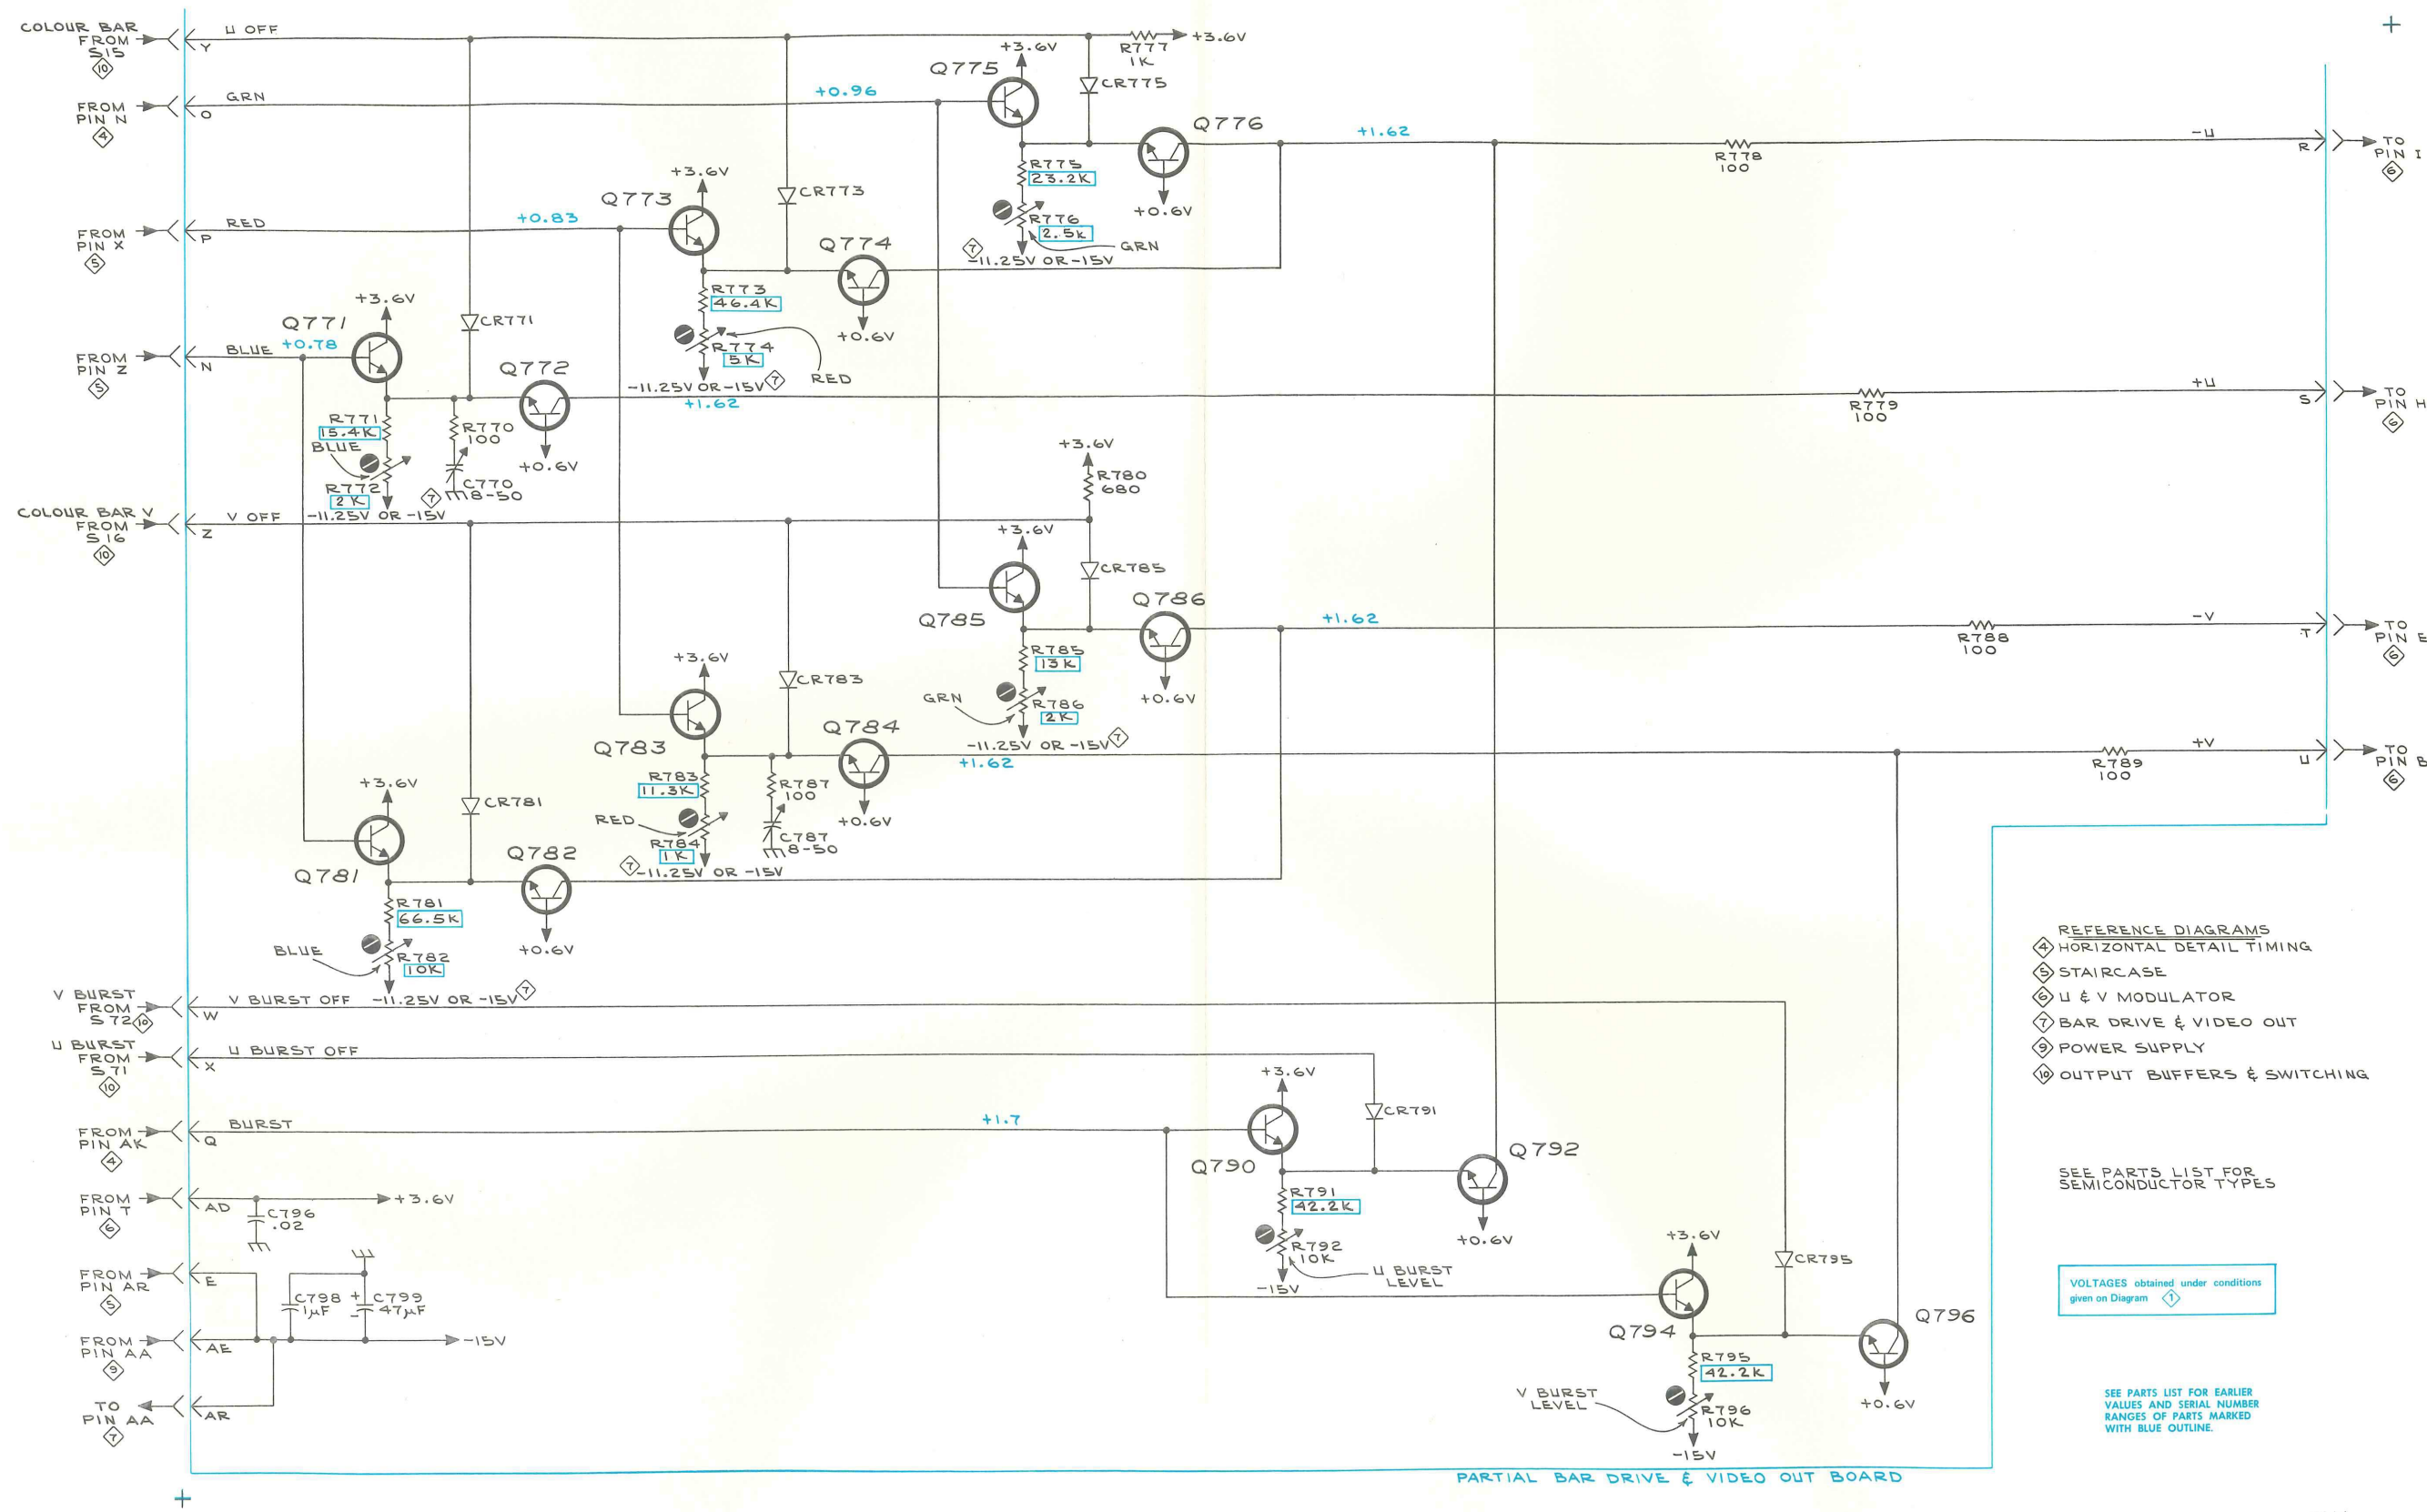 COLOUR BAR
FROM
S15
10
U OFF
Y
FROM
PIN N
4
GRN
O
+0.96
FROM
PIN X
5
RED
P
+0.83
FROM
PIN Z
5
BLUE
N
+0.78
COLOUR BAR V
FROM
S16
10
V OFF
Z
R777
1K
+3.6V
+3.6V
Q775
CR775
Q776
+1.62
R775
23.2K
R776
2.5K
GRN
7
-11.25V OR -15V
+0.6V
R778
100
-U
R
TO
PIN I
6
+3.6V
Q773
CR773
Q774
R773
46.4K
R774
5K
RED
+0.6V
-11.25V OR -15V
7
+1.62
+3.6V
Q771
CR771
Q772
R771
15.4K
BLUE
R772
2K
R770
100
C770
8-50
7
+0.6V
-11.25V OR -15V
R779
100
+U
S
TO
PIN H
6
+3.6V
R780
680
+3.6V
Q785
CR785
Q786
+1.62
R785
13K
GRN
R786
2K
+0.6V
-11.25V OR -15V
7
R788
100
-V
T
TO
PIN E
6
+3.6V
Q783
CR783
Q784
+1.62
R783
11.3K
RED
R784
1K
R787
100
C787
8-50
+0.6V
7
-11.25V OR -15V
R789
100
+V
U
TO
PIN B
6
+3.6V
Q781
CR781
Q782
R781
66.5K
BLUE
R782
10K
+0.6V
-11.25V OR -15V
7
V BURST
FROM
S72
10
V BURST OFF
W
U BURST
FROM
S71
10
U BURST OFF
X
FROM
PIN AK
4
BURST
Q
+1.7
+3.6V
Q790
CR791
Q792
R791
42.2K
R792
10K
U BURST
LEVEL
-15V
+0.6V
+3.6V
Q794
CR795
Q796
R795
42.2K
V BURST
LEVEL
R796
10K
-15V
+0.6V
FROM
PIN T
6
AD
+3.6V
C796
.02
FROM
PIN AR
5
E
C798
1µF
+
-
C799
47µF
FROM
PIN AA
9
AE
-15V
TO
PIN AA
7
AR
REFERENCE DIAGRAMS
4 HORIZONTAL DETAIL TIMING
5 STAIRCASE
6 U & V MODULATOR
7 BAR DRIVE & VIDEO OUT
9 POWER SUPPLY
10 OUTPUT BUFFERS & SWITCHING
SEE PARTS LIST FOR
SEMICONDUCTOR TYPES
VOLTAGES obtained under conditions
given on Diagram 1
SEE PARTS LIST FOR EARLIER
VALUES AND SERIAL NUMBER
RANGES OF PARTS MARKED
WITH BLUE OUTLINE.
PARTIAL BAR DRIVE & VIDEO OUT BOARD